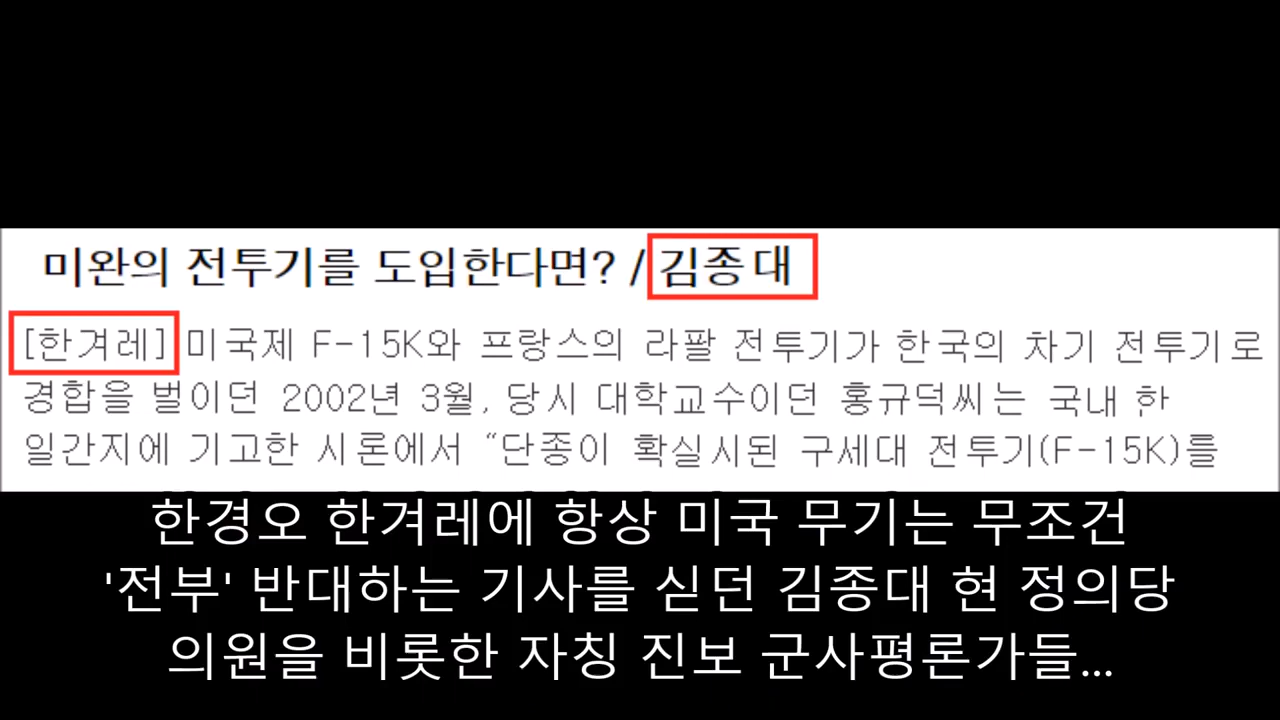 미완의 전투기를 도입한다면? / 김종대
[한겨레] 미국제 F-15K와 프랑스의 라팔 전투기가 한국의 차기 전투기로
경합을 벌이던 2002년 3월, 당시 대학교수이던 홍규덕씨는 국내 한
일간지에 기고한 시론에서 “단종이 확실시된 구세대 전투기(F-15K)를
한경오 한겨레에 항상 미국 무기는 무조건
'전부' 반대하는 기사를 싣던 김종대 현 정의당
의원을 비롯한 자칭 진보 군사평론가들...